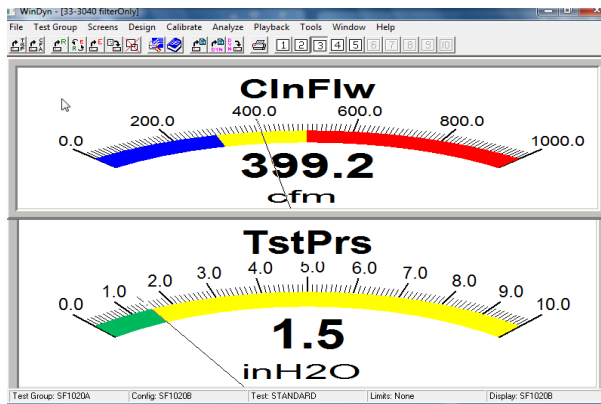 WinDyn - [33-3040 filterOnly]
File Test Group Screens Design Calibrate Analyze Playback Tools Window Help
1 2 3 4 5 6 7 8 9 10
ClnFlw
0.0 200.0 400.0 600.0 800.0 1000.0
399.2
cfm
TstPrs
0.0 1.0 2.0 3.0 4.0 5.0 6.0 7.0 8.0 9.0 10.0
1.5
inH2O
Test Group: SF1020A Config: SF1020B Test: STANDARD Limits: None Display: SF1020B